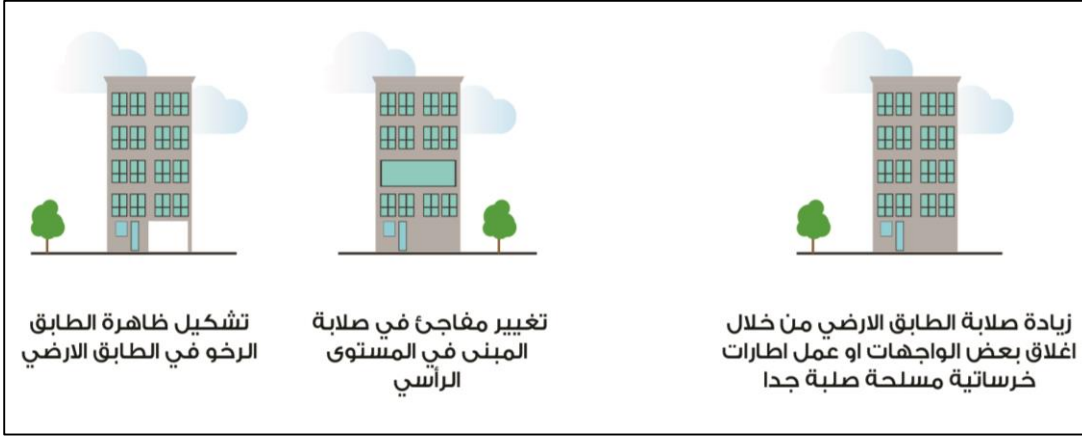 زيادة صلابة الطابق الارضي من خلال
اغلاق بعض الواجهات او عمل اطارات
خرساتية مسلحة صلبة جدا
تغيير مفاجئ في صلابة
المبنى في المستوى
الرأسي
تشكيل ظاهرة الطابق
الرخو في الطابق الارضي